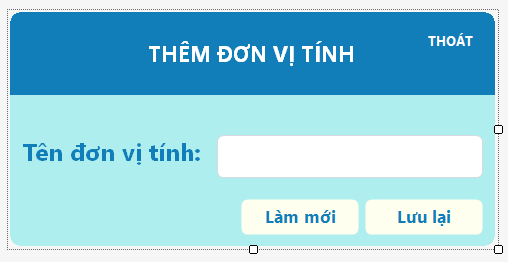 THÊM ĐƠN VỊ TÍNH
THOÁT
Tên đơn vị tính:
Làm mới
Lưu lại